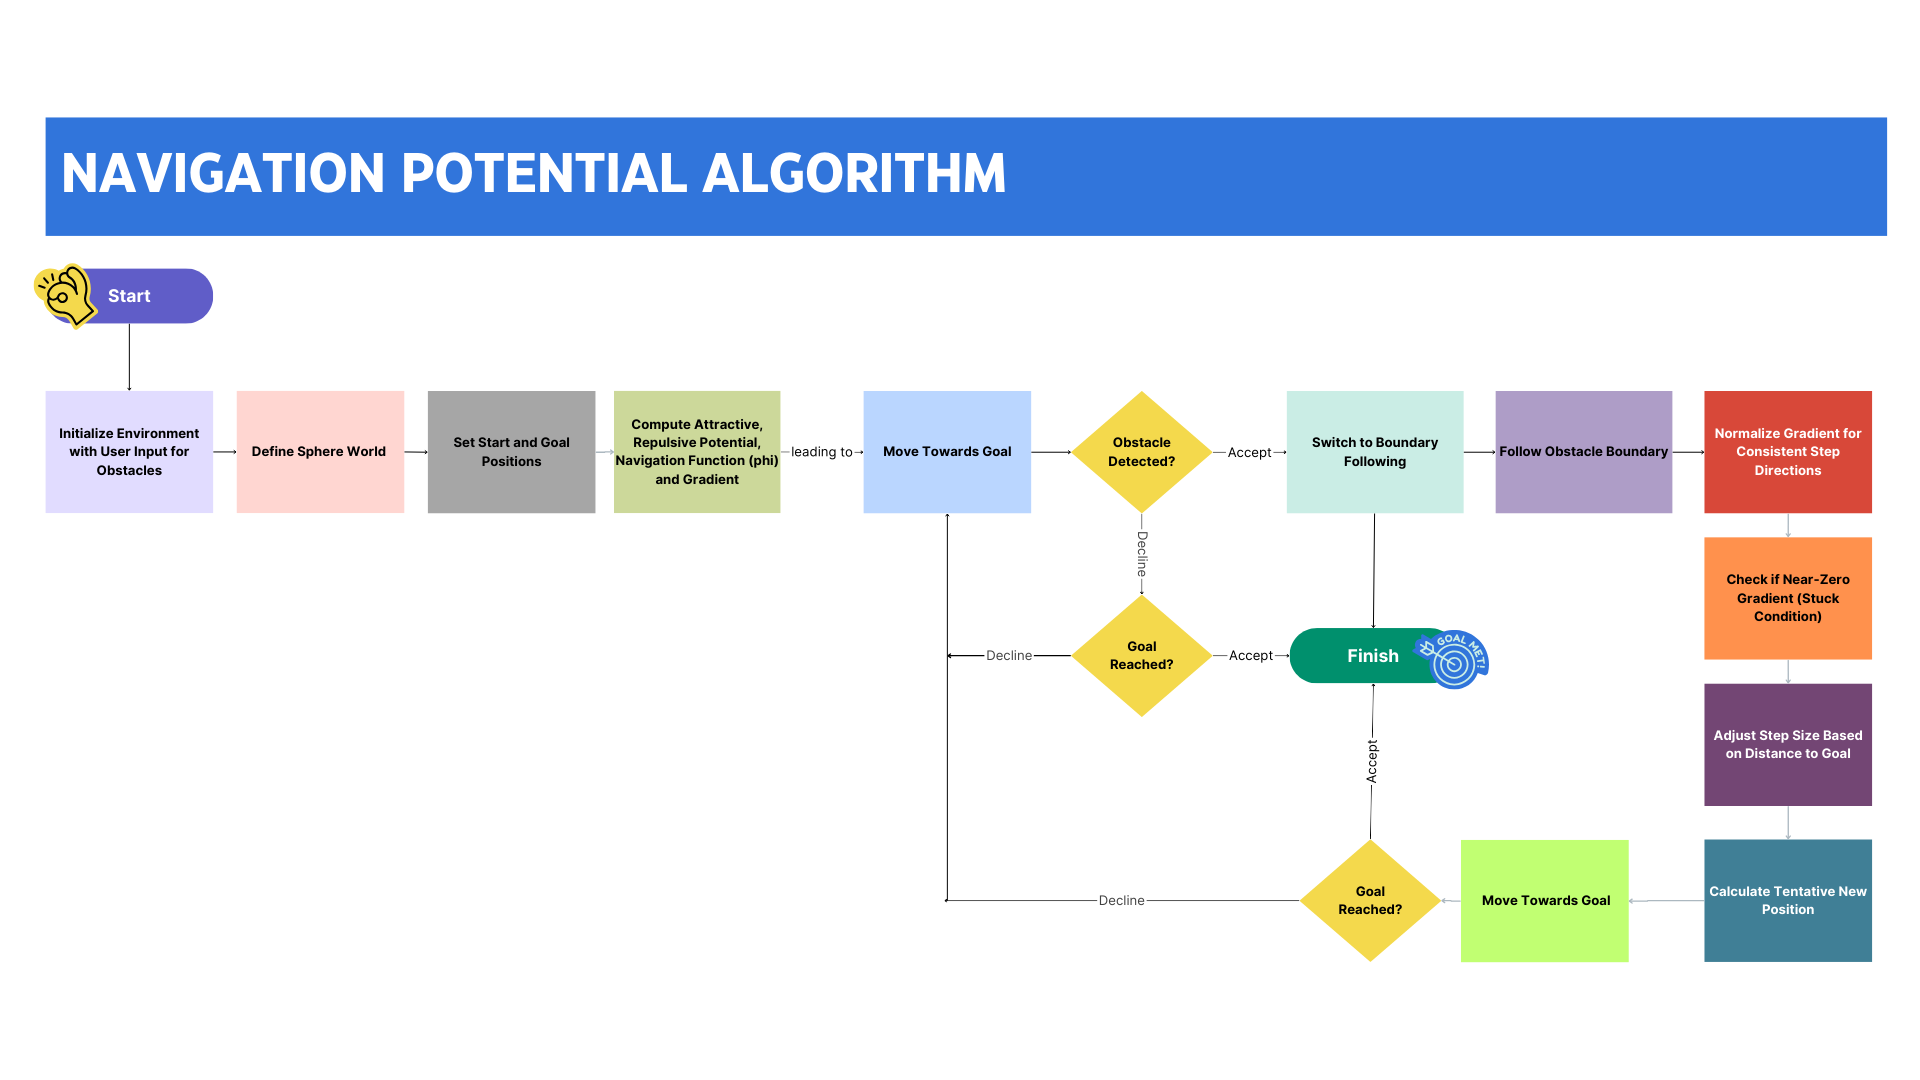 NAVIGATION POTENTIAL ALGORITHM
Start
Initialize Environment
with User Input for
Obstacles
Define Sphere World
Set Start and Goal
Positions
Compute Attractive,
Repulsive Potential,
Navigation Function (phi)
and Gradient
leading to
Move Towards Goal
Obstacle
Detected?
Accept
Switch to Boundary
Following
Follow Obstacle Boundary
Normalize Gradient for
Consistent Step
Directions
Decline
Check if Near-Zero
Gradient (Stuck
Condition)
Decline
Goal
Reached?
Accept
Finish
GOAL MET!
Adjust Step Size Based
on Distance to Goal
Accept
Decline
Goal
Reached?
Move Towards Goal
Calculate Tentative New
Position